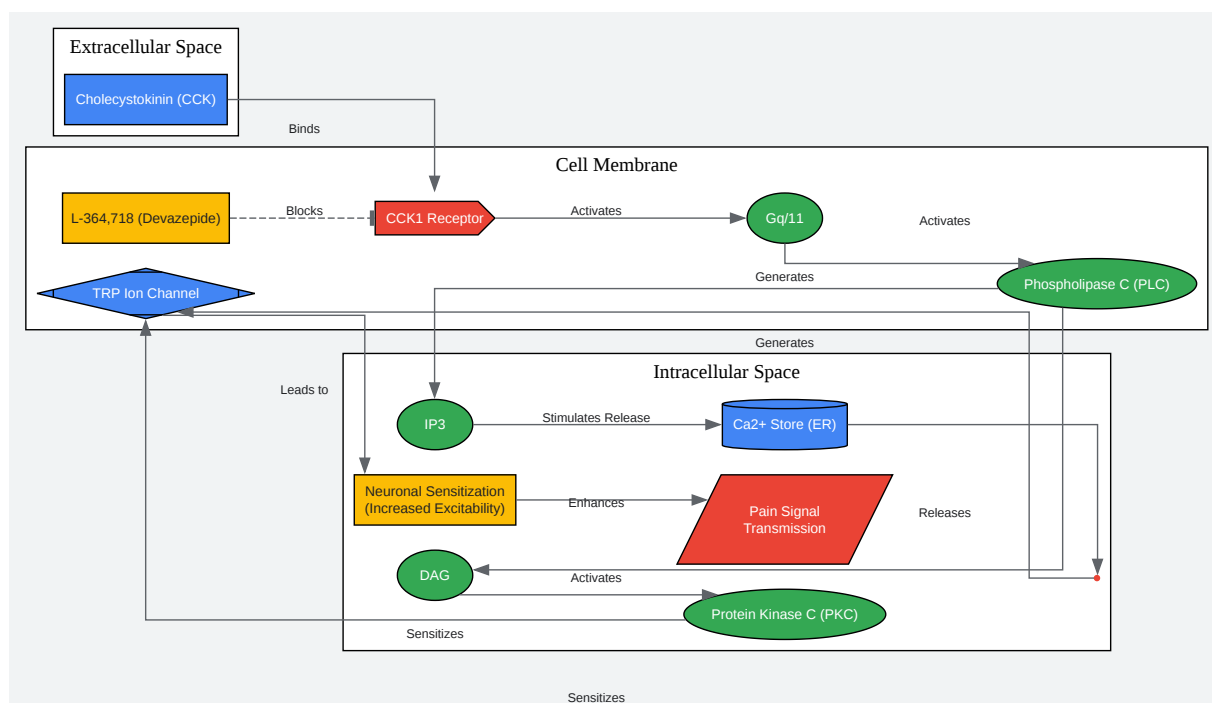 Extracellular Space
Cholecystokinin (CCK)
Binds
Cell Membrane
L-364,718 (Devazepide)
Blocks
CCK1 Receptor
Activates
Gq/11
Activates
TRP Ion Channel
Generates
Phospholipase C (PLC)
Generates
Leads to
Intracellular Space
IP3
Stimulates Release
Ca2+ Store (ER)
Neuronal Sensitization
(Increased Excitability)
Enhances
Pain Signal
Transmission
Releases
DAG
Activates
Protein Kinase C (PKC)
Sensitizes
Sensitizes